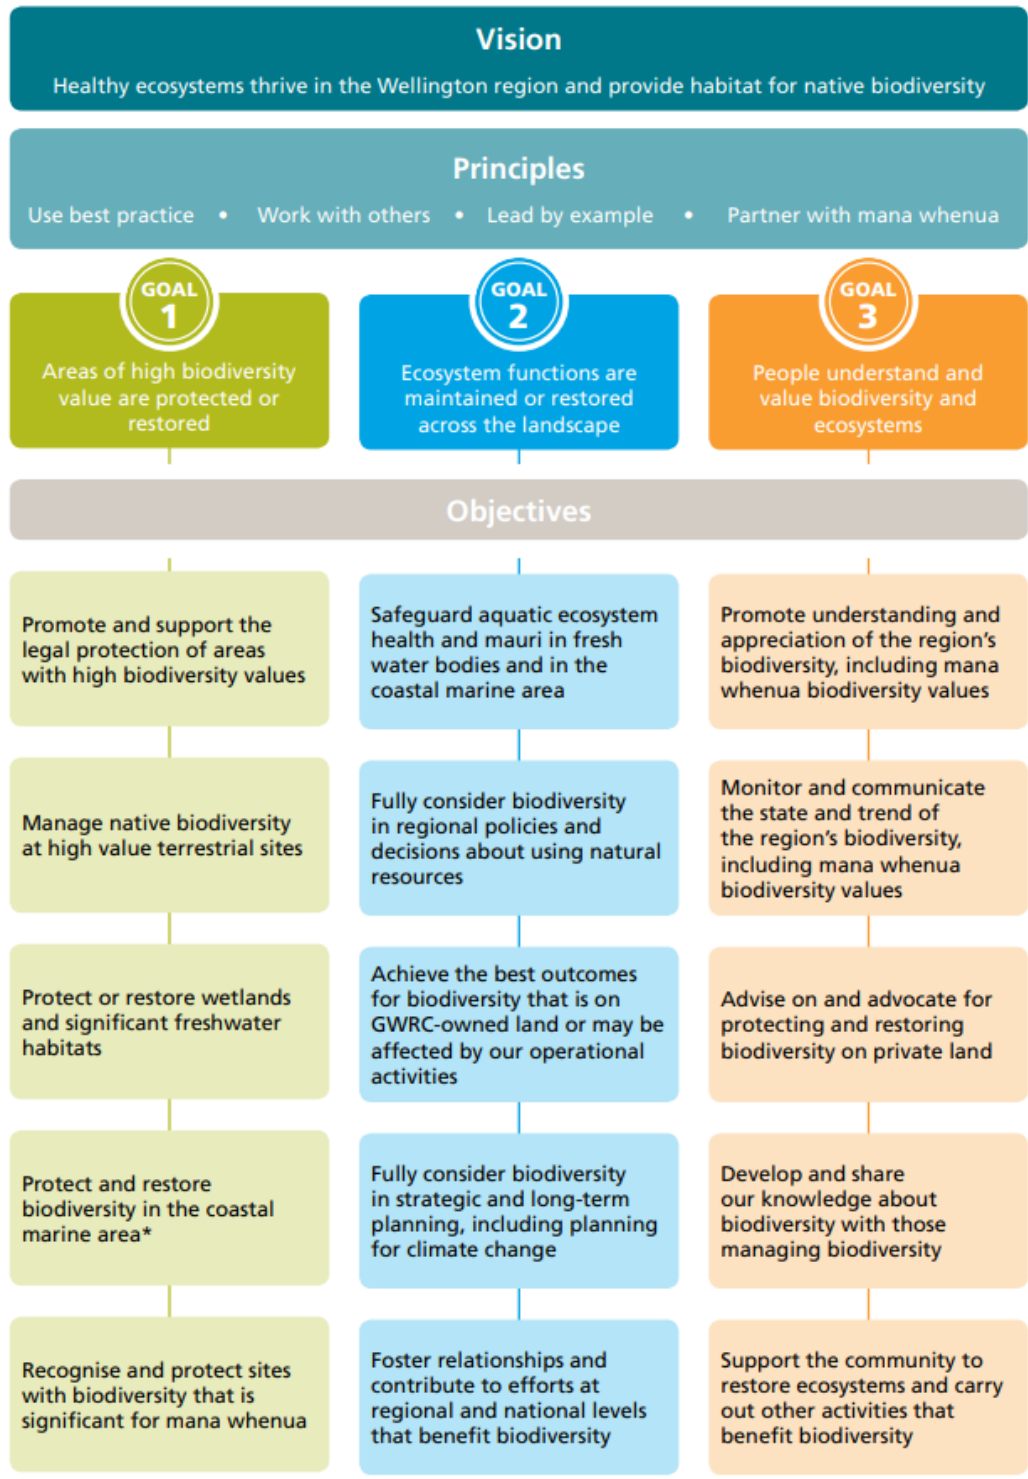 Vision
Healthy ecosystems thrive in the Wellington region and provide habitat for native biodiversity
Principles
Use best practice • Work with others • Lead by example • Partner with mana whenua
GOAL
1
Areas of high biodiversity
value are protected or
restored
GOAL
2
Ecosystem functions are
maintained or restored
across the landscape
GOAL
3
People understand and
value biodiversity and
ecosystems
Objectives
Promote and support the
legal protection of areas
with high biodiversity values
Manage native biodiversity
at high value terrestrial sites
Protect or restore wetlands
and significant freshwater
habitats
Protect and restore
biodiversity in the coastal
marine area*
Recognise and protect sites
with biodiversity that is
significant for mana whenua
Safeguard aquatic ecosystem
health and mauri in fresh
water bodies and in the
coastal marine area
Fully consider biodiversity
in regional policies and
decisions about using natural
resources
Achieve the best outcomes
for biodiversity that is on
GWRC-owned land or may be
affected by our operational
activities
Fully consider biodiversity
in strategic and long-term
planning, including planning
for climate change
Foster relationships and
contribute to efforts at
regional and national levels
that benefit biodiversity
Promote understanding and
appreciation of the region's
biodiversity, including mana
whenua biodiversity values
Monitor and communicate
the state and trend of
the region's biodiversity,
including mana whenua
biodiversity values
Advise on and advocate for
protecting and restoring
biodiversity on private land
Develop and share
our knowledge about
biodiversity with those
managing biodiversity
Support the community to
restore ecosystems and carry
out other activities that
benefit biodiversity